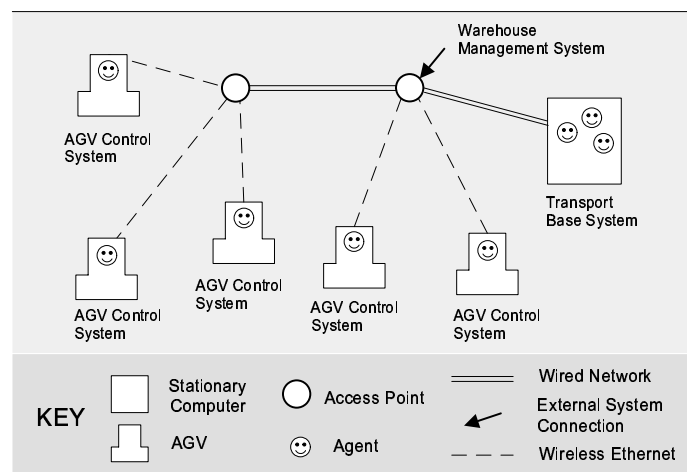 Warehouse
Management System
AGV Control
System
Transport
Base System
AGV Control
System
AGV Control
System
AGV Control
System
AGV Control
System
KEY
Stationary
Computer
AGV
Access Point
Agent
Wired Network
External System
Connection
Wireless Ethernet